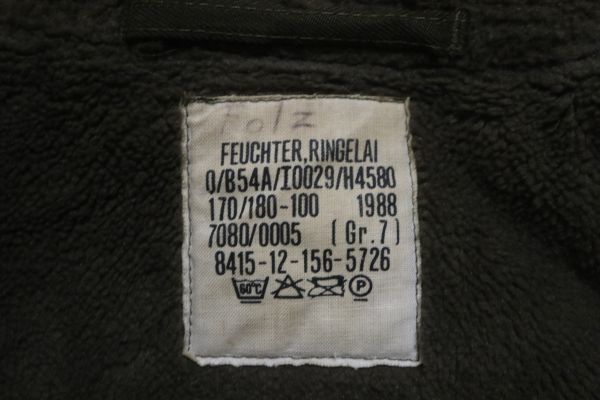 Folz
FEUCHTER,RINGELAI
Q/B54A/I0029/H4580
170/180-100 1988
7080/0005 (Gr.7)
8415-12-156-5726
60°C P